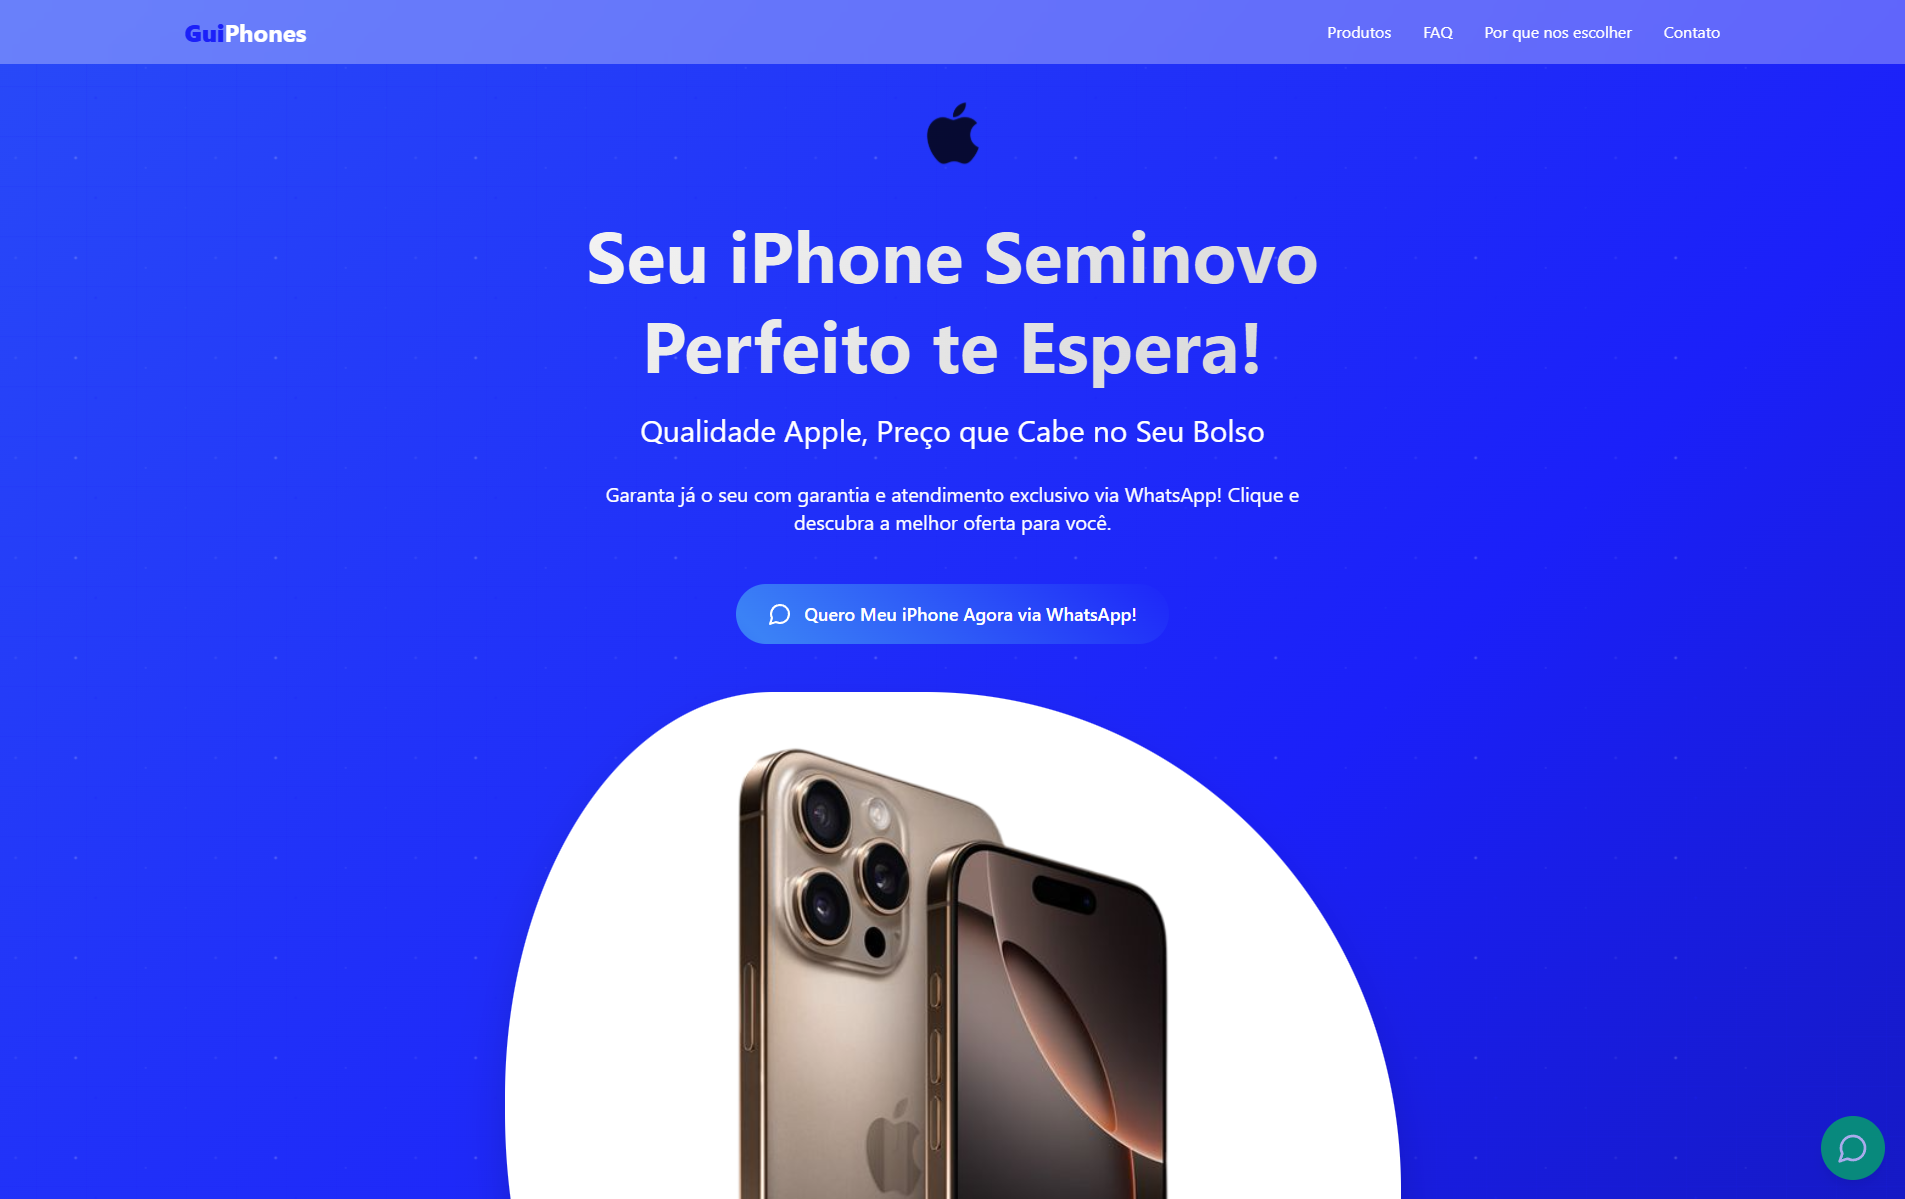 GuiPhones
Produtos
FAQ
Por que nos escolher
Contato
Seu iPhone Seminovo
Perfeito te Espera!
Qualidade Apple, Preço que Cabe no Seu Bolso
Garanta já o seu com garantia e atendimento exclusivo via WhatsApp! Clique e
descubra a melhor oferta para você.
Quero Meu iPhone Agora via WhatsApp!